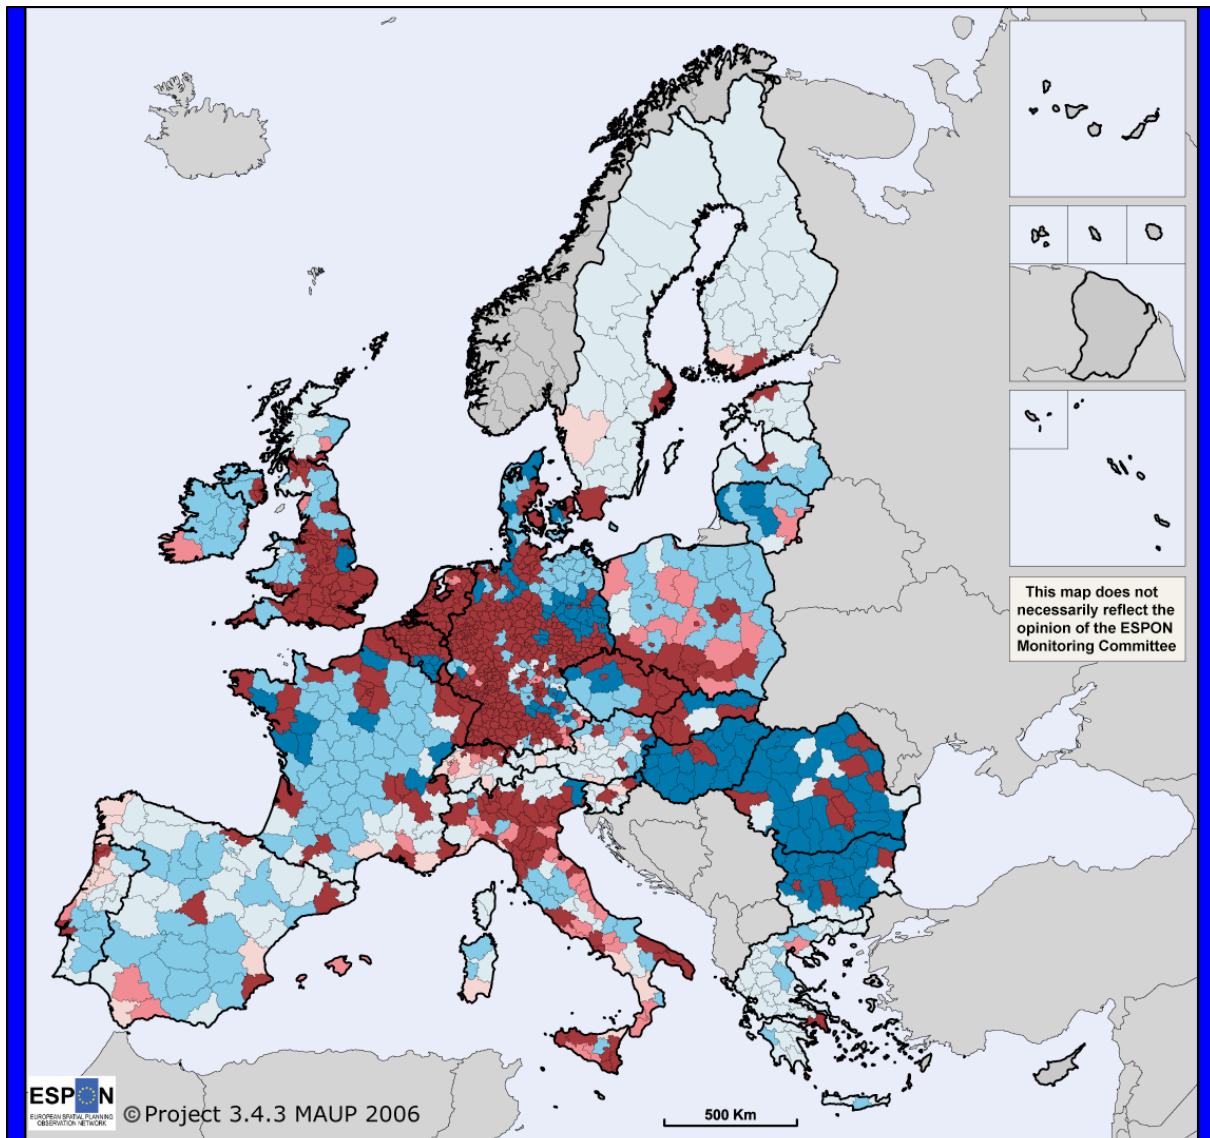 This map does not
necessarily reflect the
opinion of the ESPON
Monitoring Committee
ESPON
EUROPEAN SPATIAL PLANNING
OBSERVATION NETWORK
© Project 3.4.3 MAUP 2006
500 Km